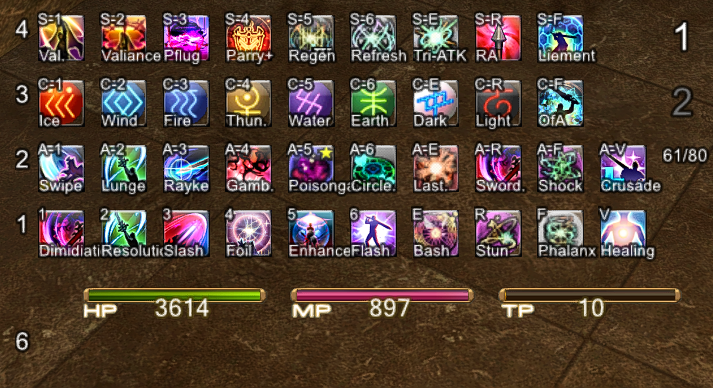 4 S-1 S-2 S-3 S-4 S-5 S-6 S-E S-R S-F 1
Val. Valiance Pflug Parry+ Regen Refresh Tri-ATK RA Liement
3 C-1 C-2 C-3 C-4 C-5 C-6 C-E C-R C-F 2
Ice Wind Fire Thun. Water Earth Dark Light OfA
2 A-1 A-2 A-3 A-4 A-5 A-6 A-E A-R A-F A-V 61/80
Swipe Lunge Rayke Gamb. Poisonga Circle. Last. Sword. Shock Crusade
1 1 2 3 4 5 6 E R F V
Dimidiati Resolutio Slash Foil Enhance Flash Bash Stun Phalanx Healing
HP 3614 MP 897 TP 10
6